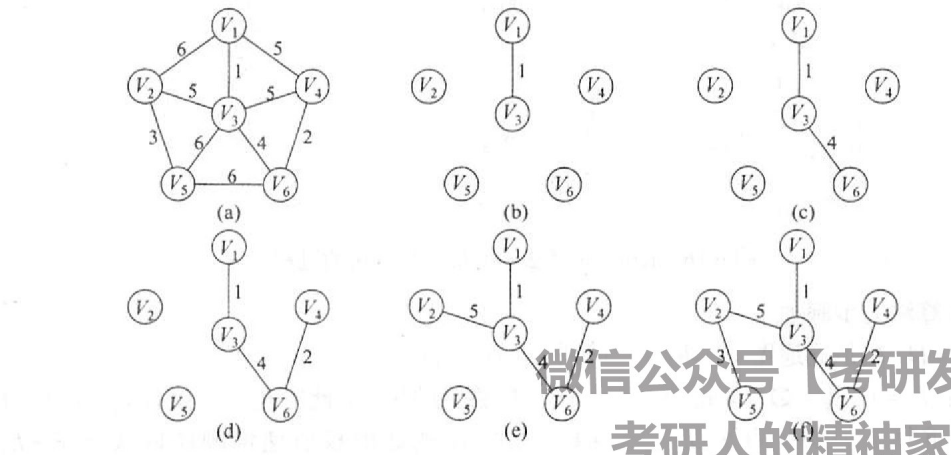 V1 V1 V1
6 5 1 1
V2 5 1 5 V4 V2 V4 V2 V4
V3 V3 V3
3 6 4 2 4
V5 6 V6 V5 V6 V5 V6
(a) (b) (c)
V1 V1 V1
1 1 1
V2 V4 V2 5 V4 V2 5 V4
V3 V3 V3
4 2 4 2 3 4 2
V5 V6 V5 V6 V5 V6
(d) (e) (f)
微信公众号【考研发
考研人的精神家